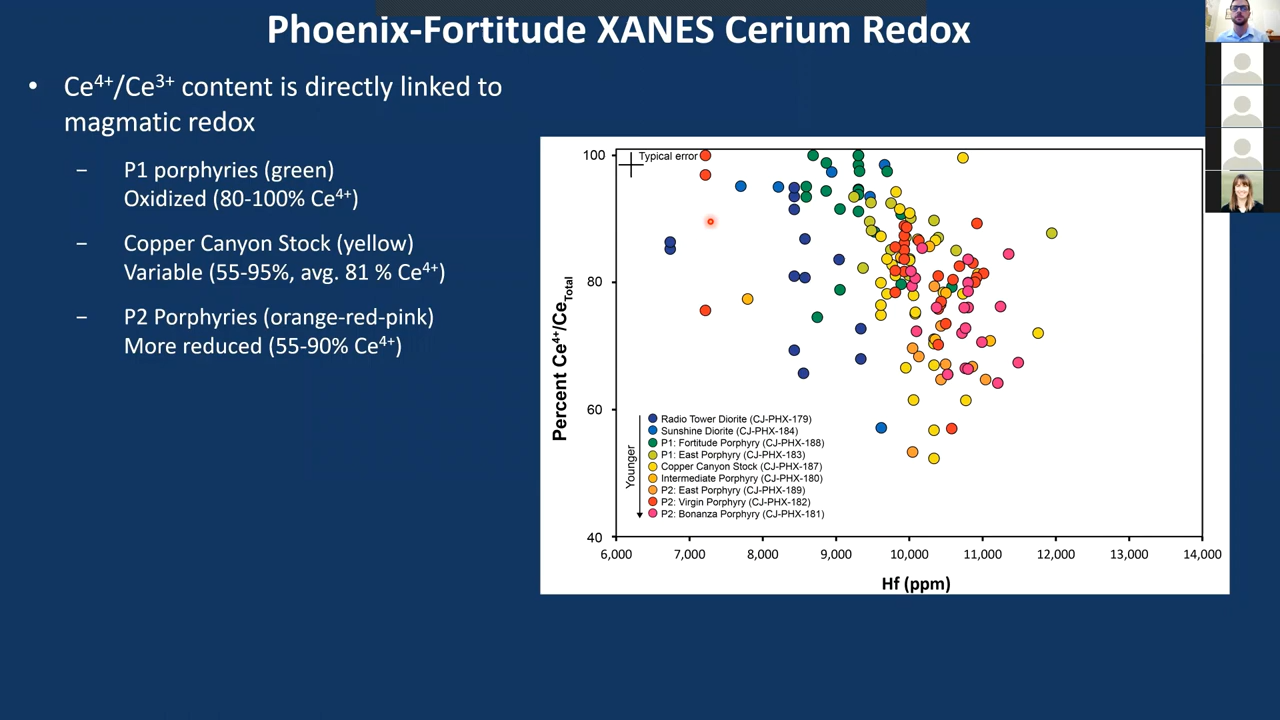 Phoenix-Fortitude XANES Cerium Redox
• Ce⁴⁺/Ce³⁺ content is directly linked to
magmatic redox
– P1 porphyries (green)
Oxidized (80-100% Ce⁴⁺)
– Copper Canyon Stock (yellow)
Variable (55-95%, avg. 81 % Ce⁴⁺)
– P2 Porphyries (orange-red-pink)
More reduced (55-90% Ce⁴⁺)
Typical error
100
80
60
40
Percent Ce⁴⁺/Ce_Total
Younger
Radio Tower Diorite (CJ-PHX-179)
Sunshine Diorite (CJ-PHX-184)
P1: Fortitude Porphyry (CJ-PHX-188)
P1: East Porphyry (CJ-PHX-183)
Copper Canyon Stock (CJ-PHX-187)
Intermediate Porphyry (CJ-PHX-180)
P2: East Porphyry (CJ-PHX-189)
P2: Virgin Porphyry (CJ-PHX-182)
P2: Bonanza Porphyry (CJ-PHX-181)
6,000 7,000 8,000 9,000 10,000 11,000 12,000 13,000 14,000
Hf (ppm)